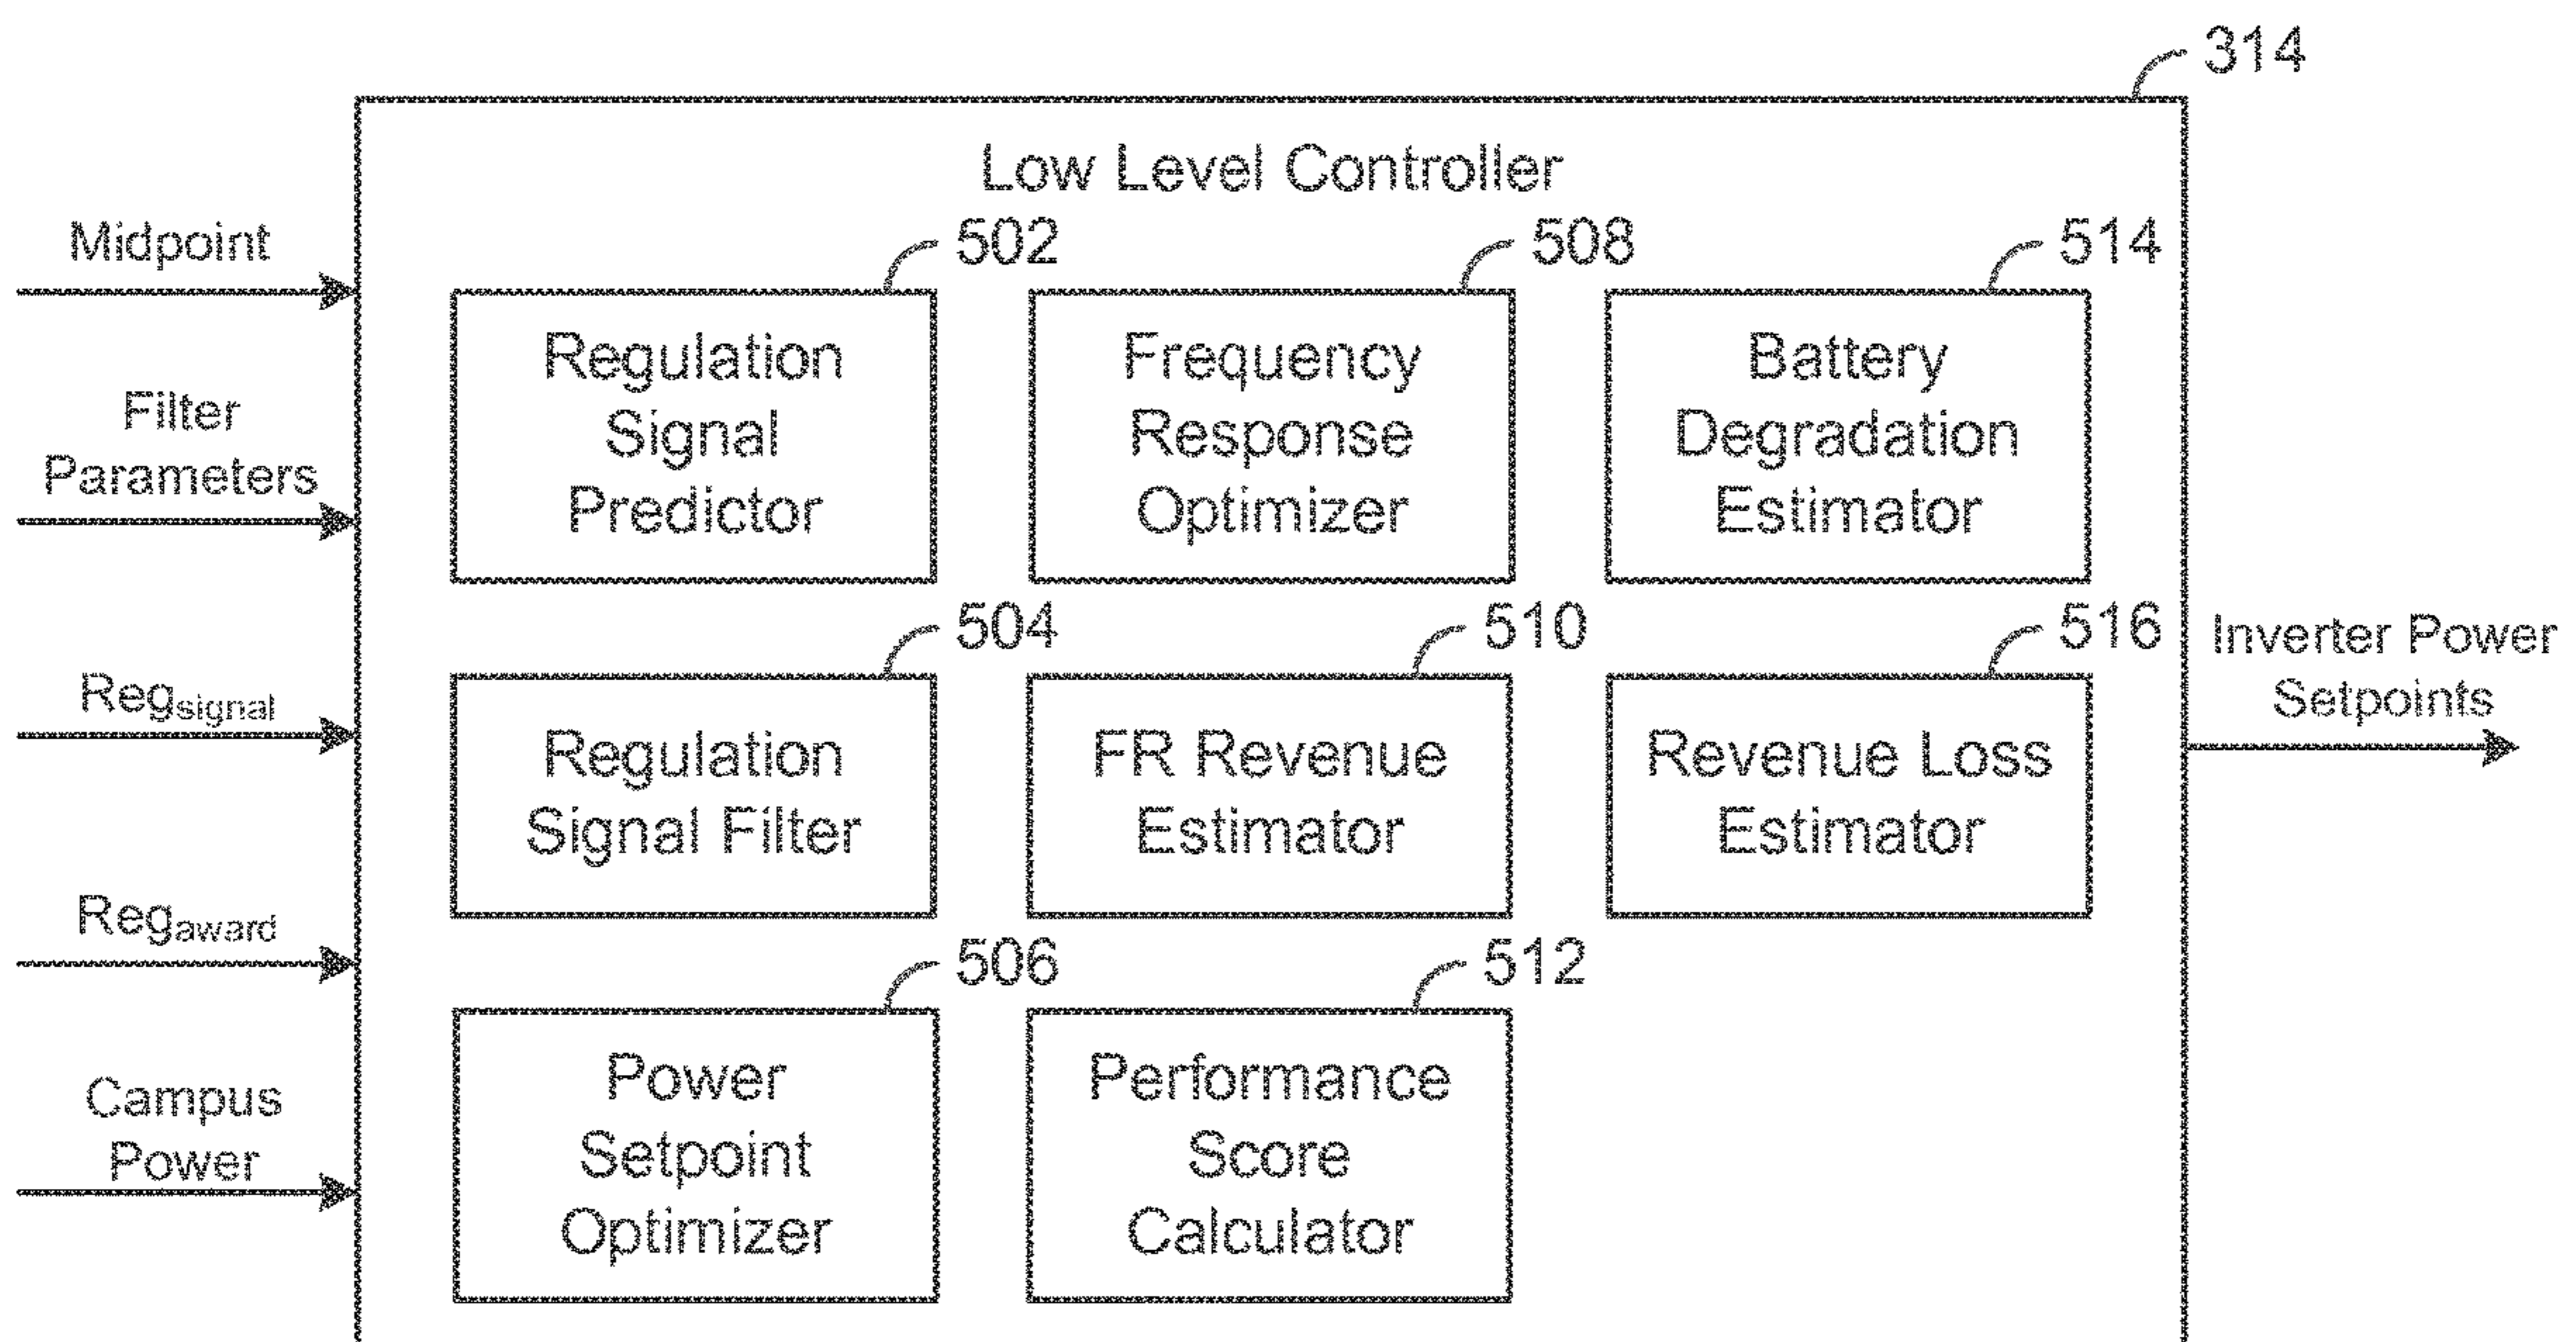 314
Low Level Controller
Midpoint
Filter
Parameters
Reg_signal
Reg_award
Campus
Power
502
Regulation
Signal
Predictor
508
Frequency
Response
Optimizer
514
Battery
Degradation
Estimator
504
Regulation
Signal Filter
510
FR Revenue
Estimator
516
Revenue Loss
Estimator
506
Power
Setpoint
Optimizer
512
Performance
Score
Calculator
Inverter Power
Setpoints